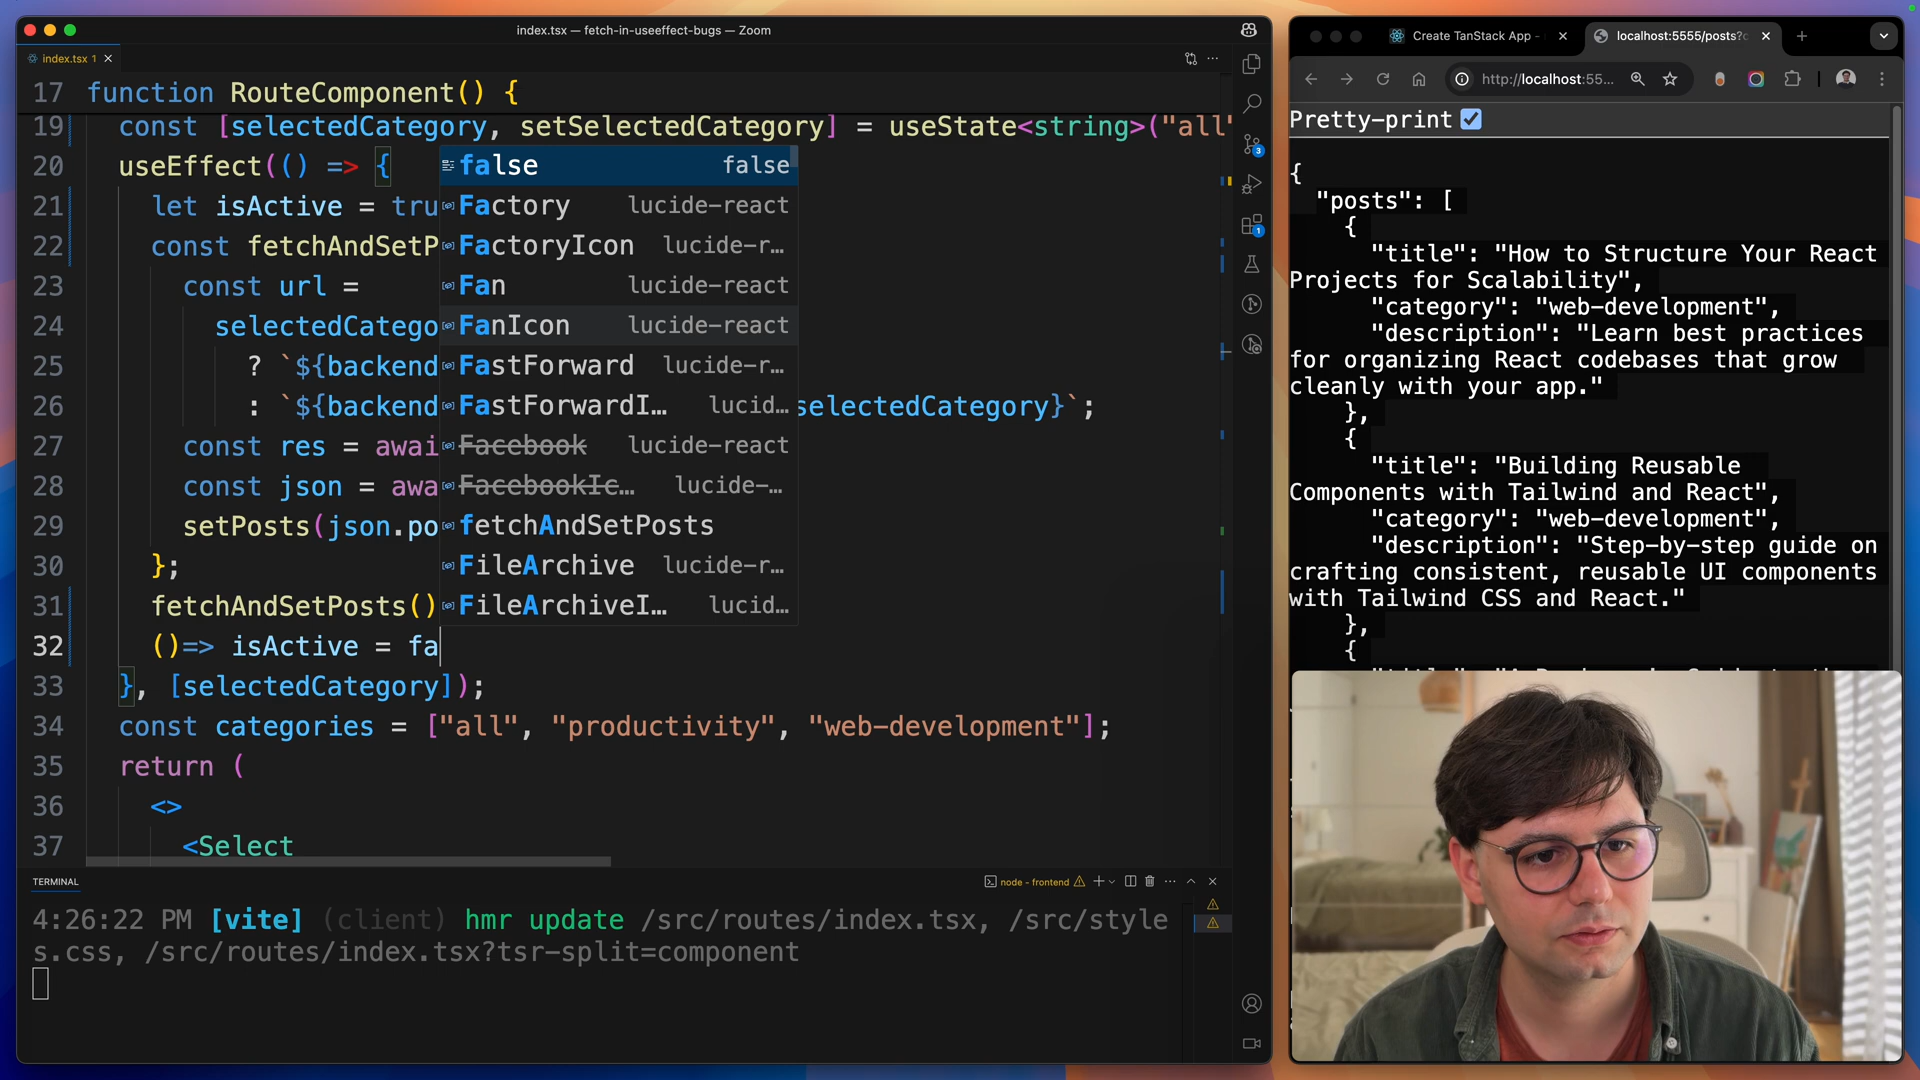 index.tsx — fetch-in-useeffect-bugs — Zoom
index.tsx 1
17 function RouteComponent() {
19 const [selectedCategory, setSelectedCategory] = useState<string>("all"
20 useEffect(() => {
21 let isActive = tru
22 const fetchAndSetP
23 const url =
24 selectedCatego
25 ? `${backend
26 : `${backend selectedCategory}`;
27 const res = awai
28 const json = awa
29 setPosts(json.po
30 };
31 fetchAndSetPosts()
32 ()=> isActive = fa
33 }, [selectedCategory]);
34 const categories = ["all", "productivity", "web-development"];
35 return (
36 <>
37 <Select
false false
Factory lucide-react
FactoryIcon lucide-r…
Fan lucide-react
FanIcon lucide-react
FastForward lucide-r…
FastForwardI… lucid…
Facebook lucide-react
FacebookIc… lucide-…
fetchAndSetPosts
FileArchive lucide-r…
FileArchiveI… lucid…
3
1
TERMINAL
node - frontend
4:26:22 PM [vite] (client) hmr update /src/routes/index.tsx, /src/style
s.css, /src/routes/index.tsx?tsr-split=component
Create TanStack App -
localhost:5555/posts?c
http://localhost:55...
Pretty-print
{
"posts": [
{
"title": "How to Structure Your React
Projects for Scalability",
"category": "web-development",
"description": "Learn best practices
for organizing React codebases that grow
cleanly with your app."
},
{
"title": "Building Reusable
Components with Tailwind and React",
"category": "web-development",
"description": "Step-by-step guide on
crafting consistent, reusable UI components
with Tailwind CSS and React."
},
{